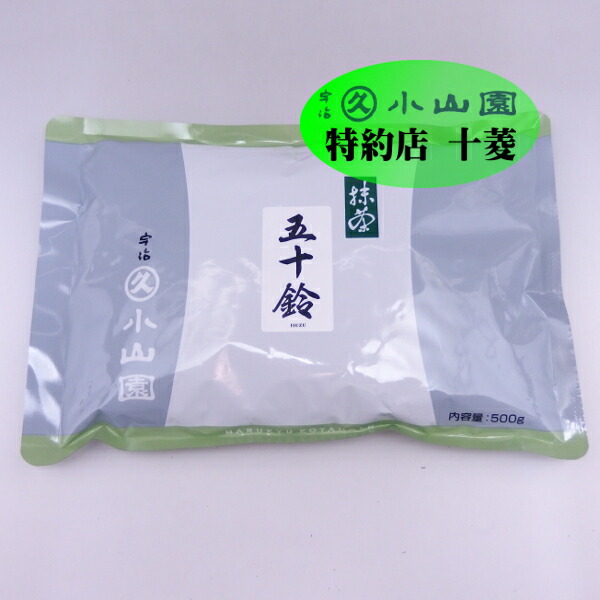 宇治 久 小山園
特約店 十菱
抹茶
五十鈴
ISUZU
宇治
久
小山園
内容量:500g
MARUKYU KOYAMAEN